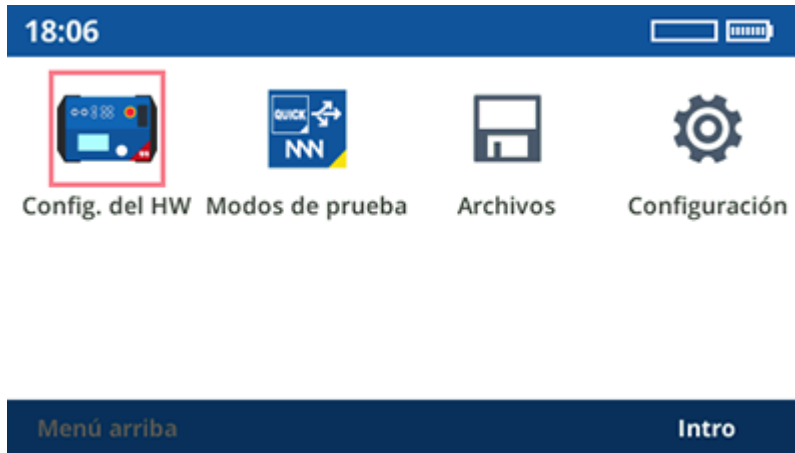 18:06
QUICK
NNN
Config. del HW
Modos de prueba
Archivos
Configuración
Menú arriba
Intro